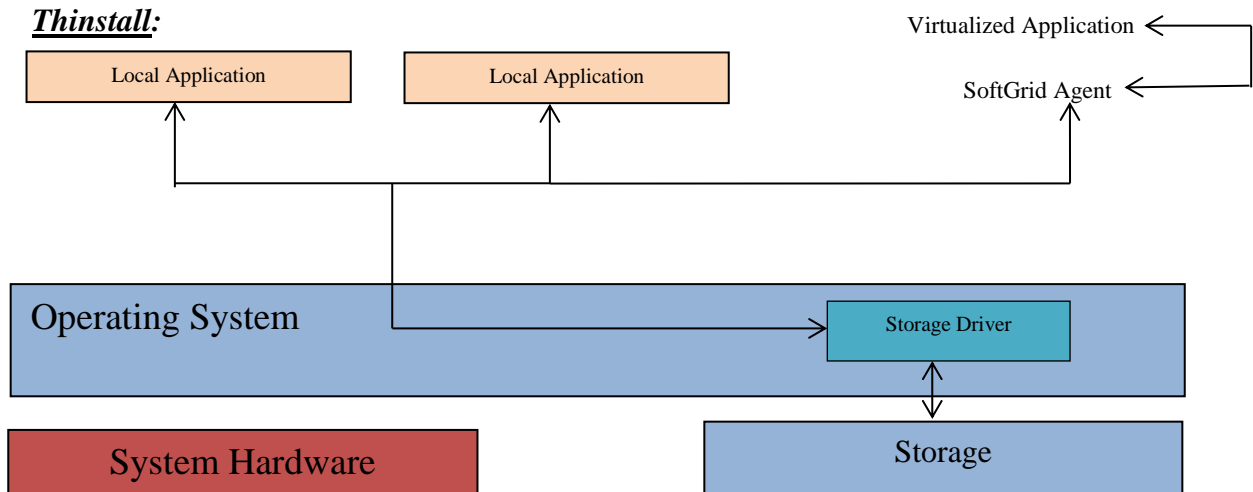 Thinstall:
Virtualized Application
Local Application
Local Application
SoftGrid Agent
Operating System
Storage Driver
System Hardware
Storage